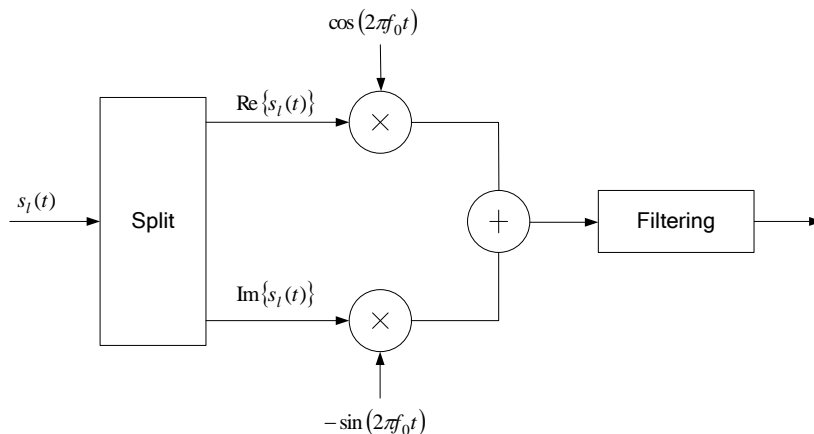 cos(2πf₀t)
Re{sₗ(t)}
×
sₗ(t)
Split
+
Filtering
Im{sₗ(t)}
×
−sin(2πf₀t)